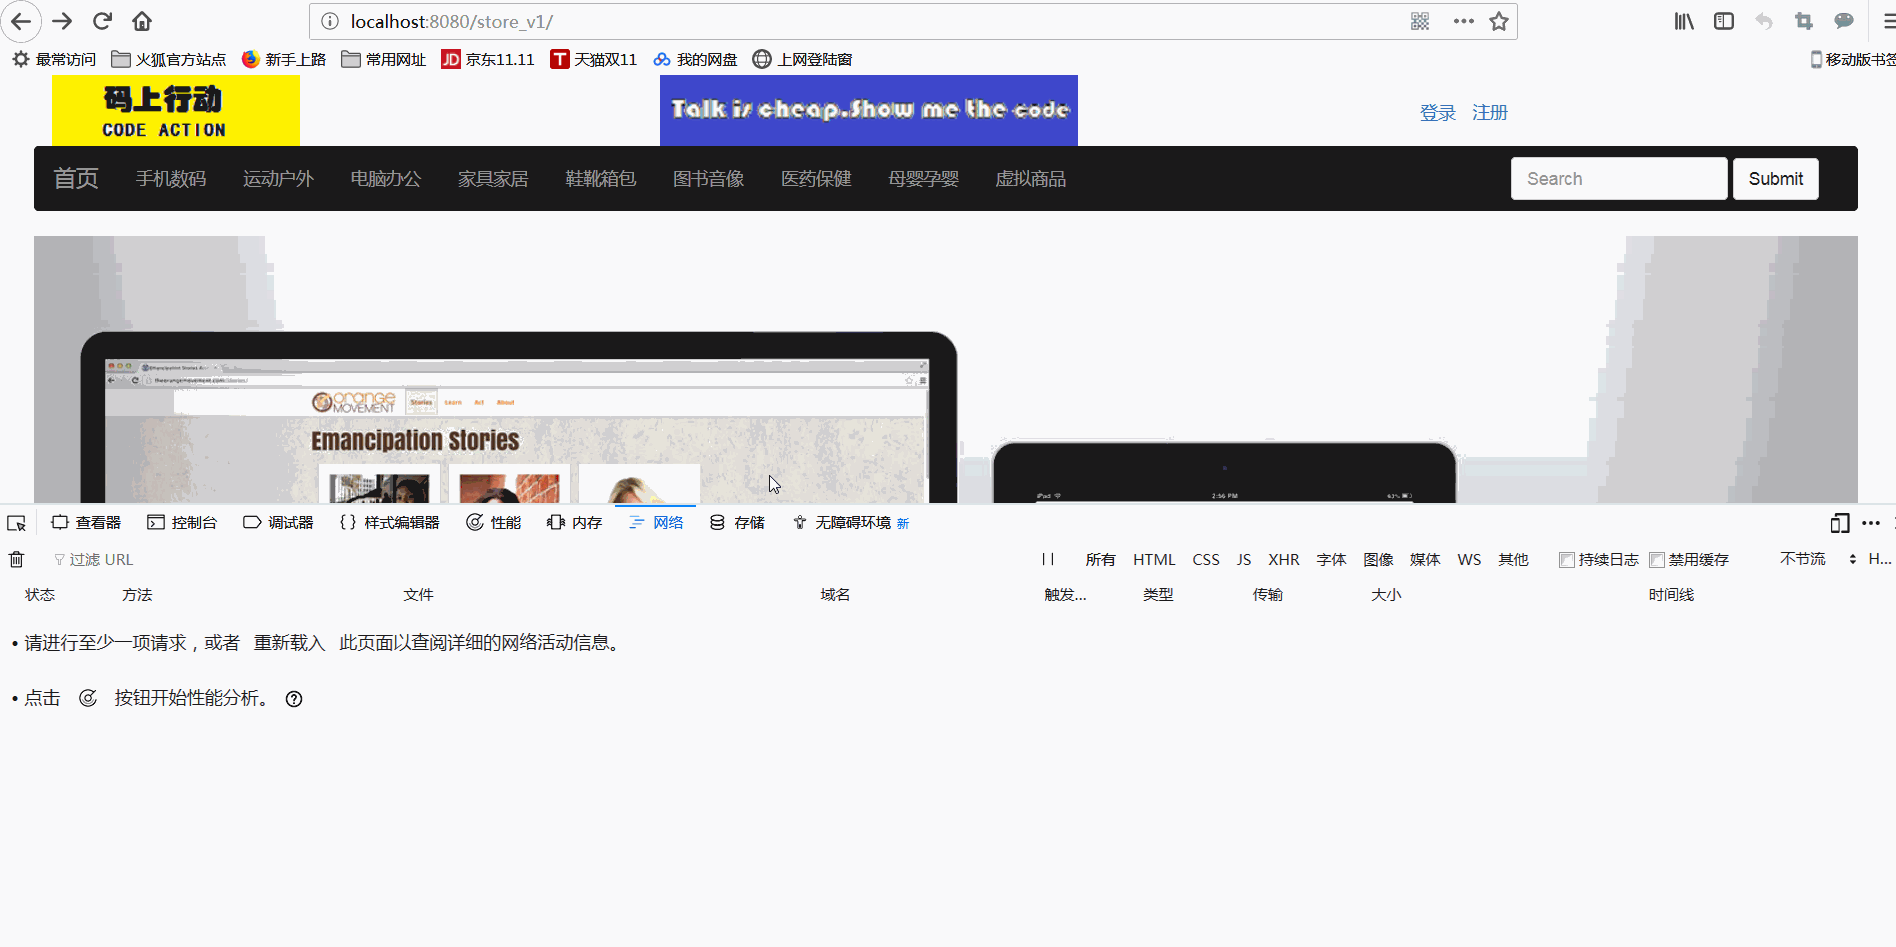 localhost:8080/store_v1/
最常访问 火狐官方站点 新手上路 常用网址 JD 京东11.11 T 天猫双11 我的网盘 上网登陆窗 移动版书签
码上行动
CODE ACTION
Talk is cheap.Show me the code
登录 注册
首页 手机数码 运动户外 电脑办公 家具家居 鞋靴箱包 图书音像 医药保健 母婴孕婴 虚拟商品 Search Submit
Emancipation Stories
orange
MOVEMENT
Stories Learn Act About
Emancipation Stories
iPad 2:56 PM
查看器 控制台 调试器 {} 样式编辑器 性能 内存 网络 存储 无障碍环境 新
过滤 URL 所有 HTML CSS JS XHR 字体 图像 媒体 WS 其他 持续日志 禁用缓存 不节流 H...
状态 方法 文件 域名 触发... 类型 传输 大小 时间线
• 请进行至少一项请求，或者 重新载入 此页面以查阅详细的网络活动信息。
• 点击 按钮开始性能分析。